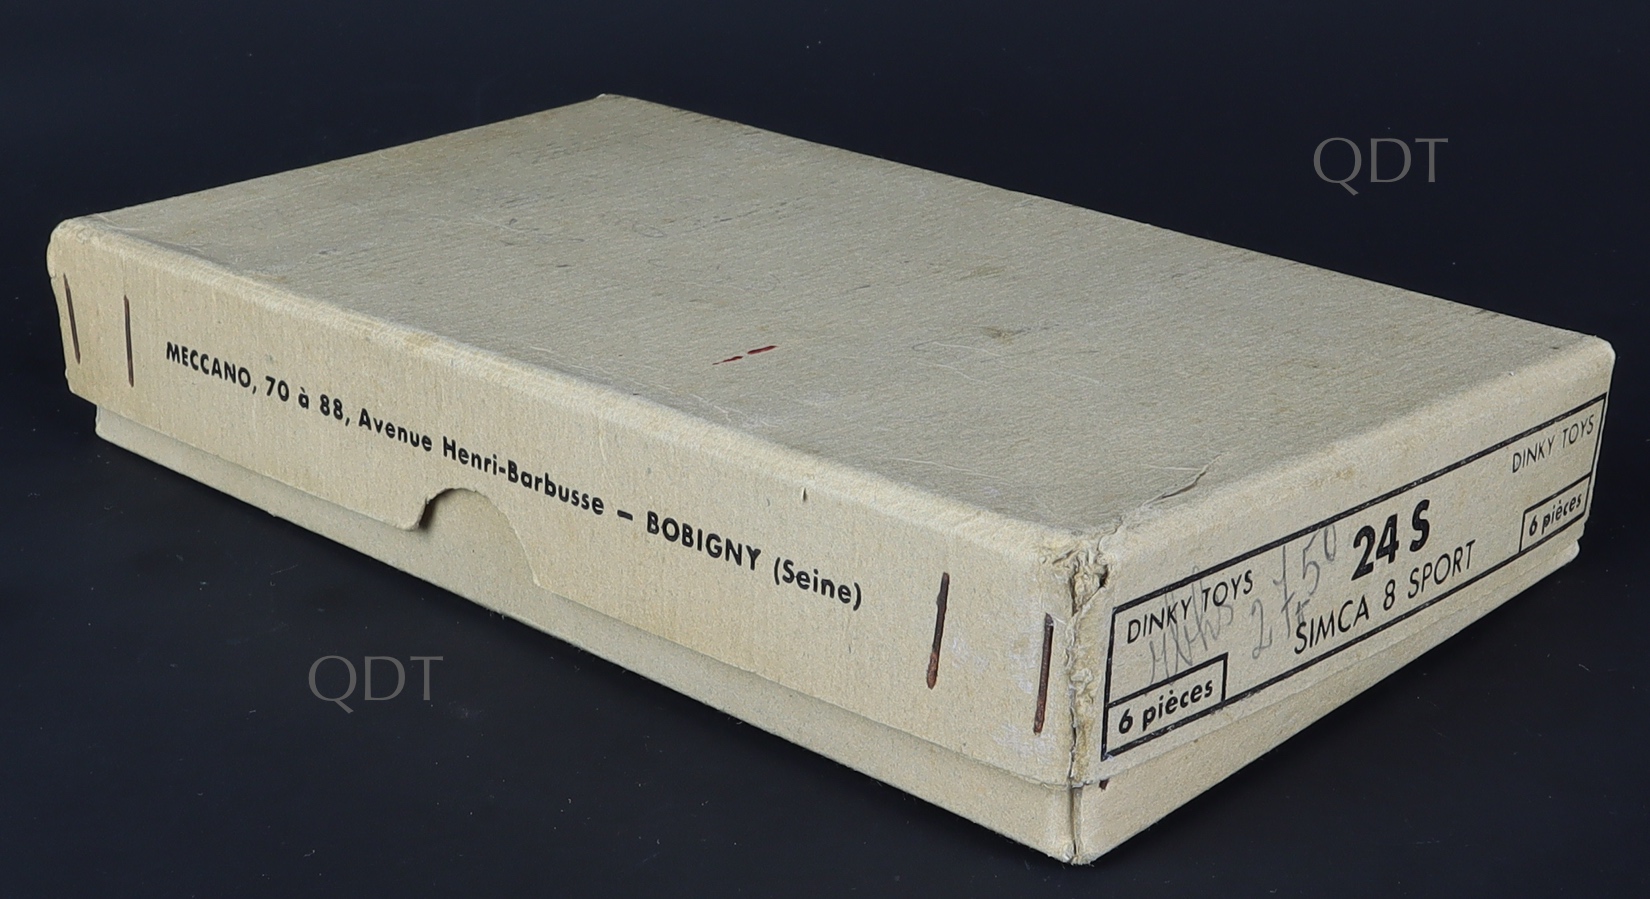 MECCANO, 70 à 88, Avenue Henri-Barbusse – BOBIGNY (Seine)
DINKY TOYS
24 S
DINKY TOYS
SIMCA 8 SPORT
6 pièces
6 pièces
QDT
QDT